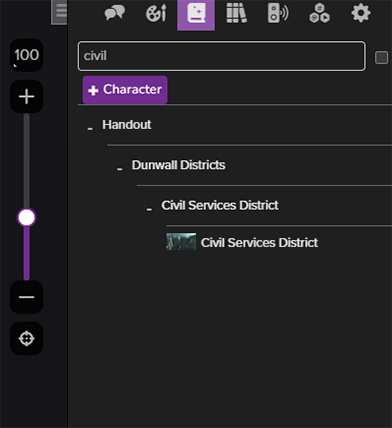 100
civil
+ Character
- Handout
- Dunwall Districts
- Civil Services District
Civil Services District